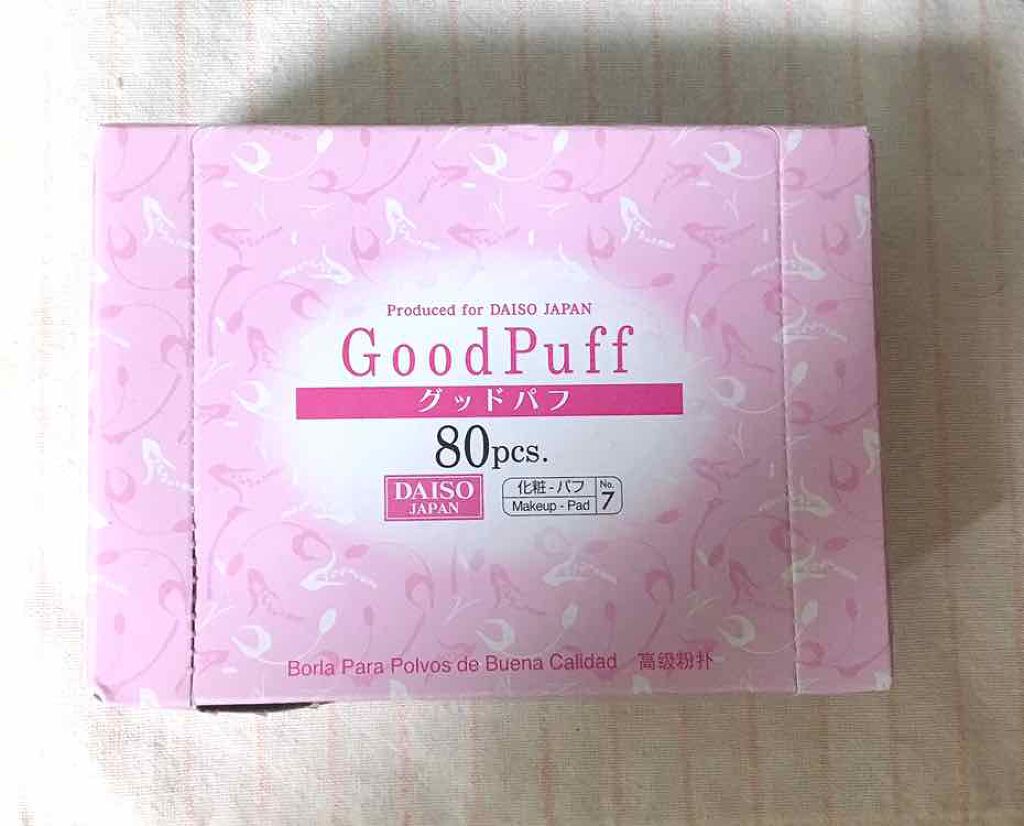 Produced for DAISO JAPAN
GoodPuff
グッドパフ
80pcs.
DAISO
JAPAN
化粧-パフ
Makeup-Pad
No.
7
Borla Para Polvos de Buena Calidad 高级粉扑